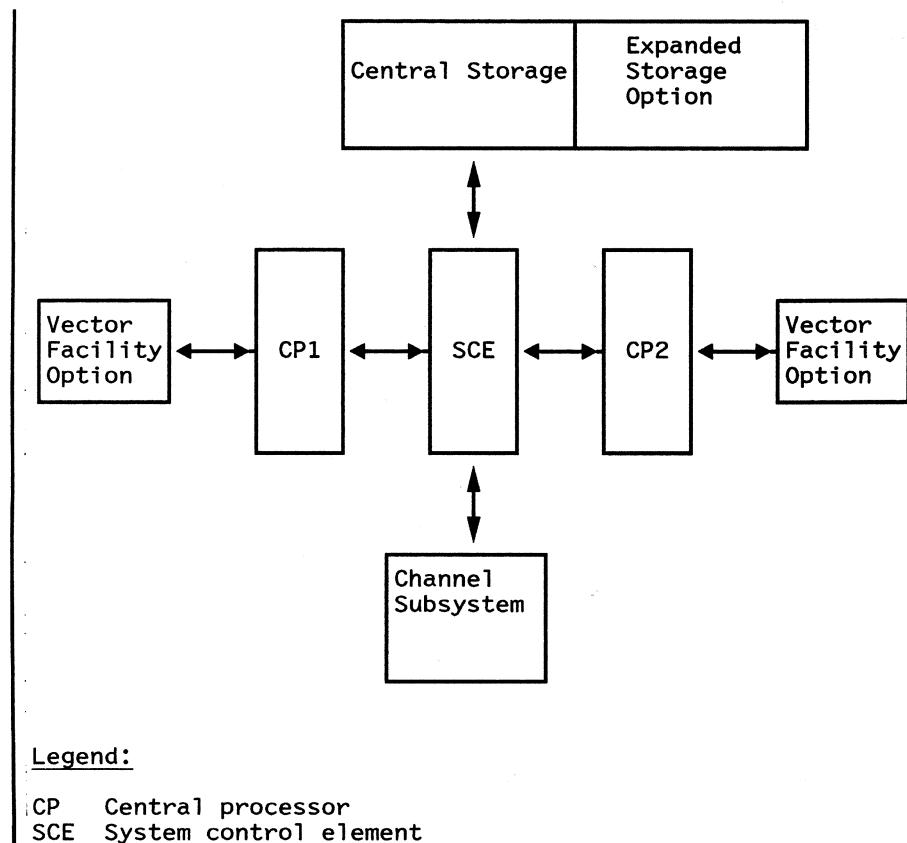 Central Storage
Expanded
Storage
Option
Vector
Facility
Option
CP1
SCE
CP2
Vector
Facility
Option
Channel
Subsystem
Legend:
CP Central processor
SCE System control element